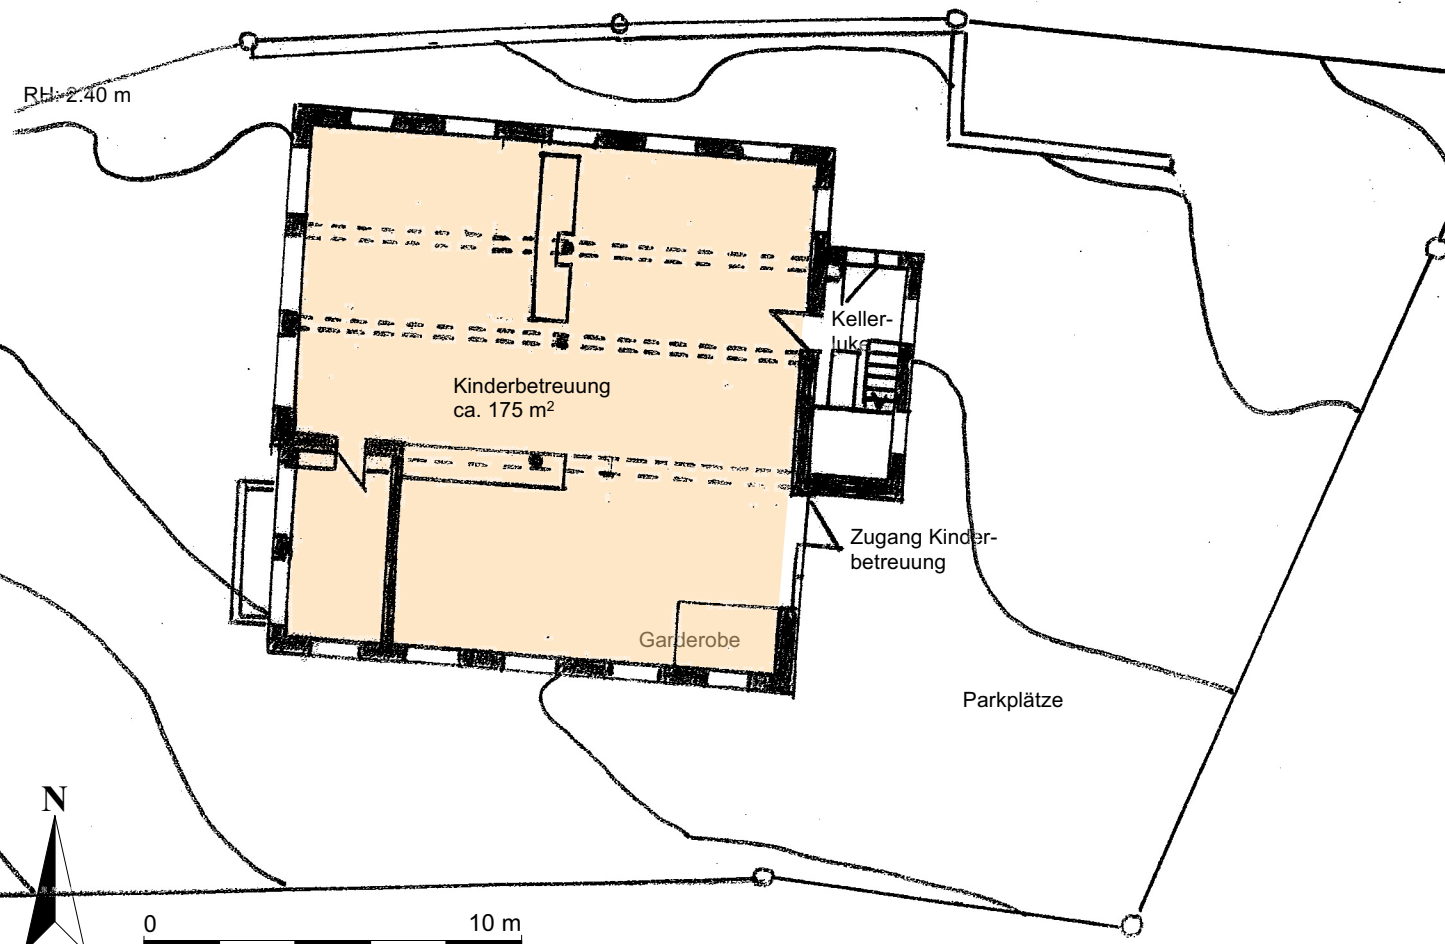 RH: 2.40 m
Keller-
luke
Kinderbetreuung
ca. 175 m²
Zugang Kinder-
betreuung
Garderobe
Parkplätze
N
0 10 m